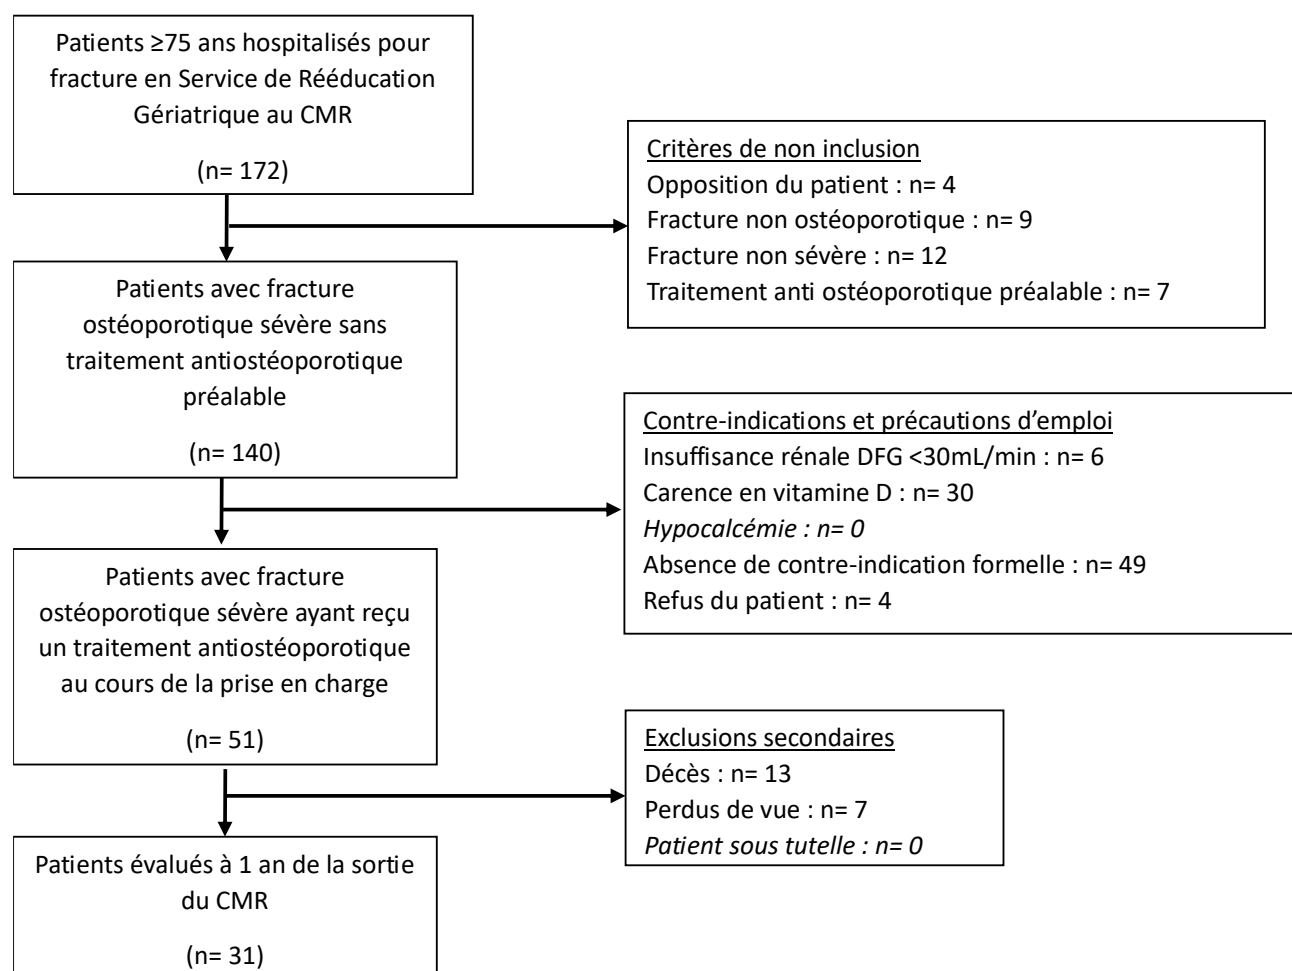 Patients ≥75 ans hospitalisés pour
fracture en Service de Rééducation
Gériatrique au CMR
(n= 172)
Critères de non inclusion
Opposition du patient : n= 4
Fracture non ostéoporotique : n= 9
Fracture non sévère : n= 12
Traitement anti ostéoporotique préalable : n= 7
Patients avec fracture
ostéoporotique sévère sans
traitement antiostéoporotique
préalable
(n= 140)
Contre-indications et précautions d’emploi
Insuffisance rénale DFG <30mL/min : n= 6
Carence en vitamine D : n= 30
Hypocalcémie : n= 0
Absence de contre-indication formelle : n= 49
Refus du patient : n= 4
Patients avec fracture
ostéoporotique sévère ayant reçu
un traitement antiostéoporotique
au cours de la prise en charge
(n= 51)
Exclusions secondaires
Décès : n= 13
Perdus de vue : n= 7
Patient sous tutelle : n= 0
Patients évalués à 1 an de la sortie
du CMR
(n= 31)